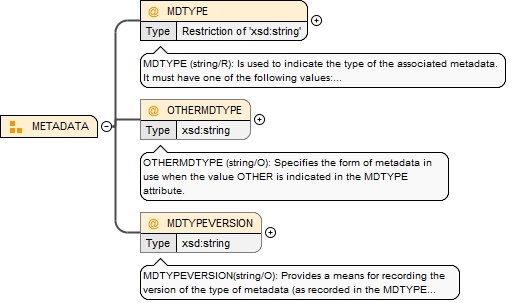 @ MDTYPE
Type Restriction of 'xsd:string'
MDTYPE (string/R): Is used to indicate the type of the associated metadata.
It must have one of the following values:...
METADATA
@ OTHERMDTYPE
Type xsd:string
OTHERMDTYPE (string/O): Specifies the form of metadata in
use when the value OTHER is indicated in the MDTYPE
attribute.
@ MDTYPEVERSION
Type xsd:string
MDTYPEVERSION(string/O): Provides a means for recording the
version of the type of metadata (as recorded in the MDTYPE...